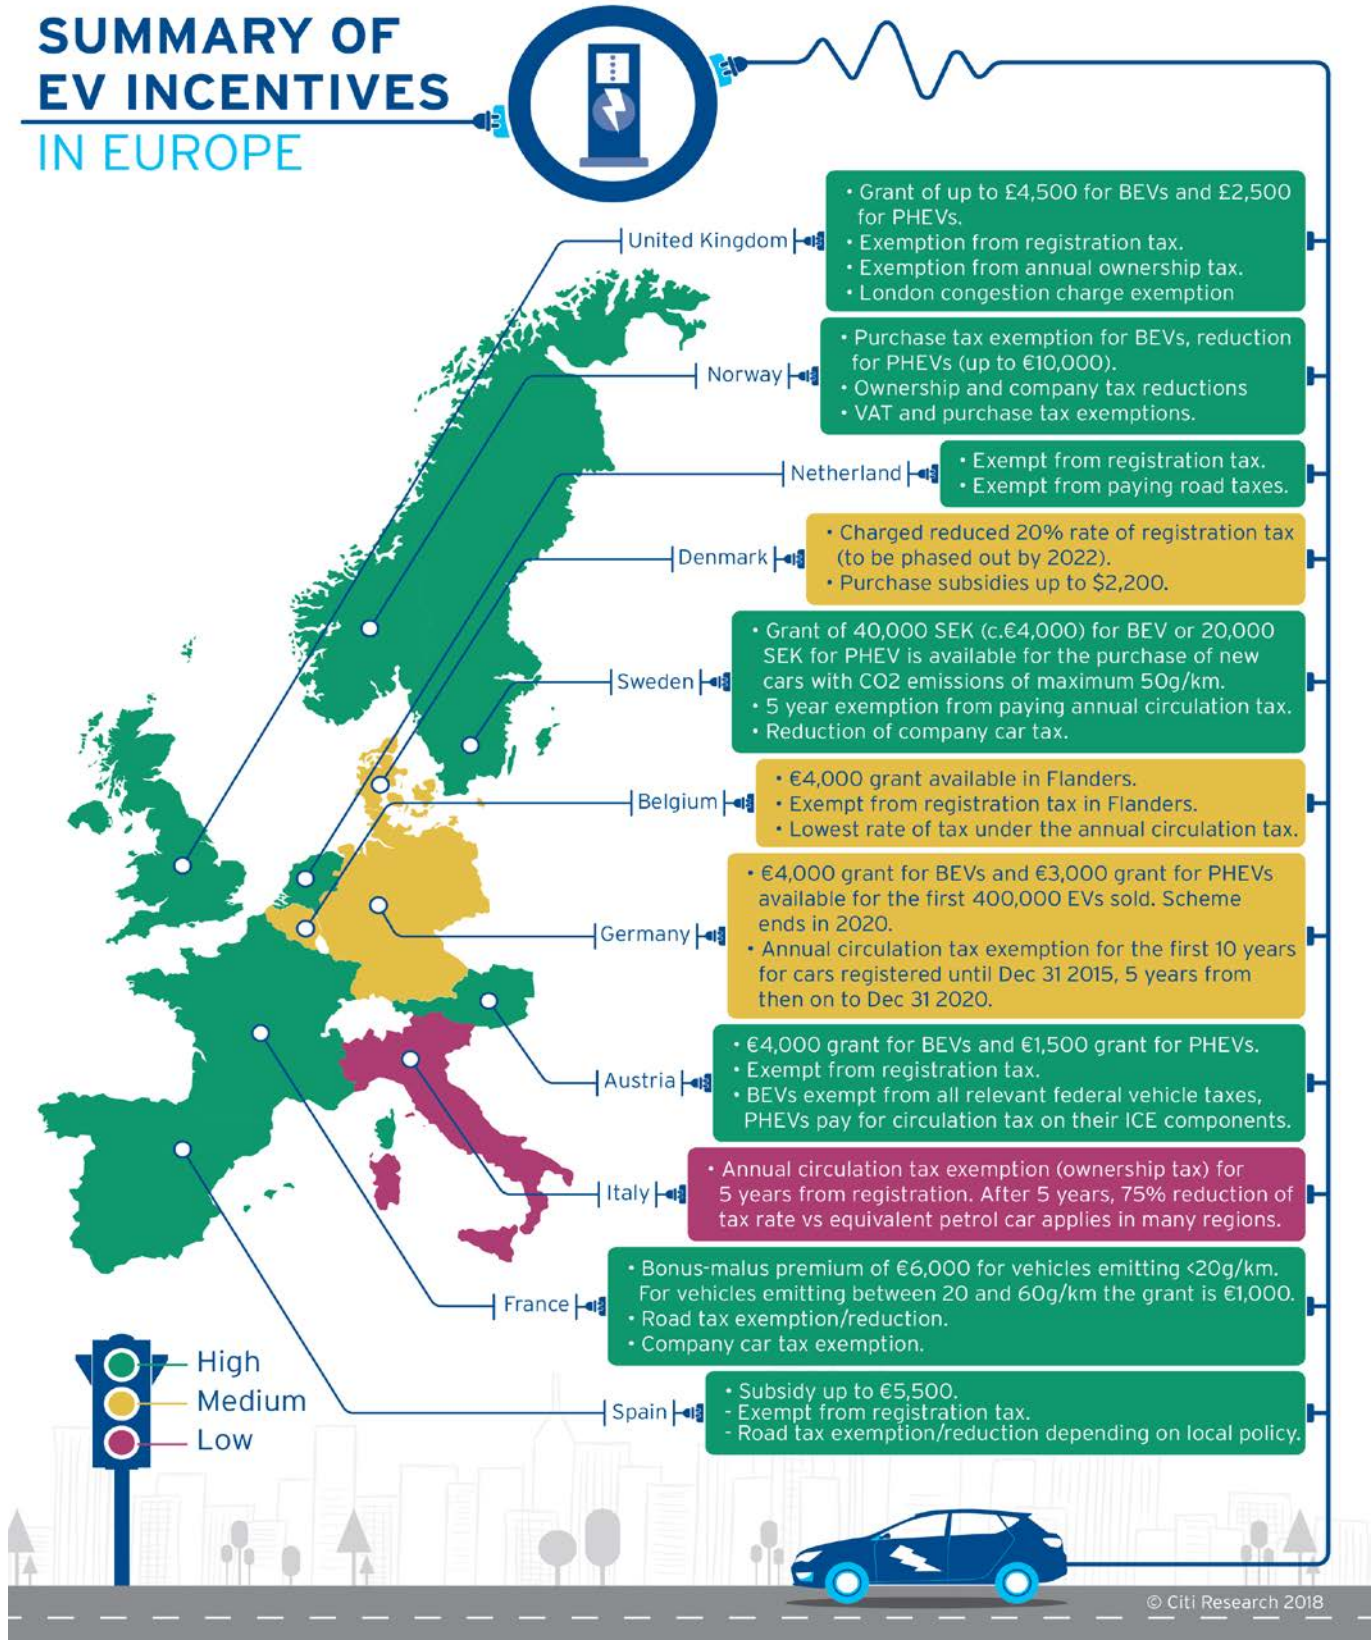 SUMMARY OF
EV INCENTIVES
IN EUROPE
United Kingdom
• Grant of up to £4,500 for BEVs and £2,500
for PHEVs.
• Exemption from registration tax.
• Exemption from annual ownership tax.
• London congestion charge exemption
Norway
• Purchase tax exemption for BEVs, reduction
for PHEVs (up to €10,000).
• Ownership and company tax reductions
• VAT and purchase tax exemptions.
Netherland
• Exempt from registration tax.
• Exempt from paying road taxes.
Denmark
• Charged reduced 20% rate of registration tax
(to be phased out by 2022).
• Purchase subsidies up to $2,200.
Sweden
• Grant of 40,000 SEK (c.€4,000) for BEV or 20,000
SEK for PHEV is available for the purchase of new
cars with CO2 emissions of maximum 50g/km.
• 5 year exemption from paying annual circulation tax.
• Reduction of company car tax.
Belgium
• €4,000 grant available in Flanders.
• Exempt from registration tax in Flanders.
• Lowest rate of tax under the annual circulation tax.
Germany
• €4,000 grant for BEVs and €3,000 grant for PHEVs
available for the first 400,000 EVs sold. Scheme
ends in 2020.
• Annual circulation tax exemption for the first 10 years
for cars registered until Dec 31 2015, 5 years from
then on to Dec 31 2020.
Austria
• €4,000 grant for BEVs and €1,500 grant for PHEVs.
• Exempt from registration tax.
• BEVs exempt from all relevant federal vehicle taxes,
PHEVs pay for circulation tax on their ICE components.
Italy
• Annual circulation tax exemption (ownership tax) for
5 years from registration. After 5 years, 75% reduction of
tax rate vs equivalent petrol car applies in many regions.
France
• Bonus-malus premium of €6,000 for vehicles emitting <20g/km.
For vehicles emitting between 20 and 60g/km the grant is €1,000.
• Road tax exemption/reduction.
• Company car tax exemption.
Spain
• Subsidy up to €5,500.
- Exempt from registration tax.
- Road tax exemption/reduction depending on local policy.
High
Medium
Low
© Citi Research 2018